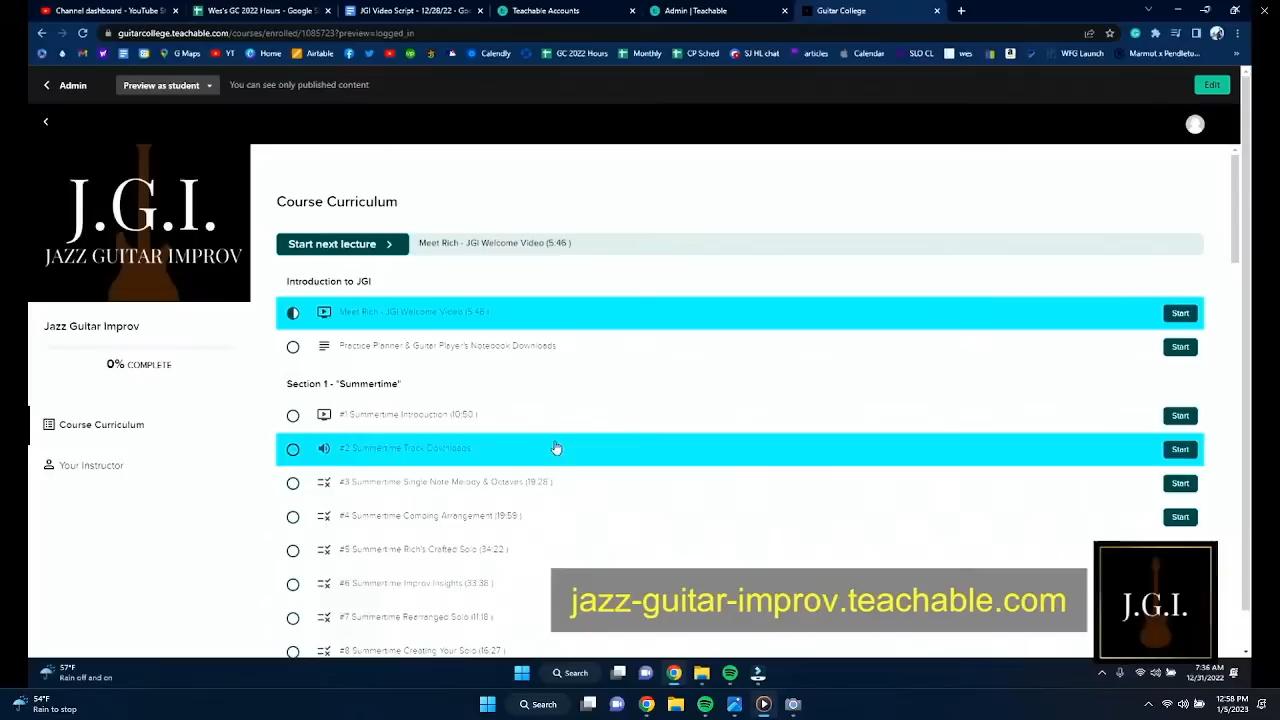 Channel dashboard - YouTube St
Wes's GC 2022 Hours - Google S
JGI Video Script - 12/28/22 - Goo
Teachable Accounts
Admin | Teachable
Guitar College
guitarcollege.teachable.com/courses/enrolled/1085723?preview=logged_in
G Maps
YT
Home
Airtable
Calendly
GC 2022 Hours
Monthly
CP Sched
SJ HL chat
articles
Calendar
SLO CL
wes
WFG Launch
Marmot x Pendleto...
Admin
Preview as student
You can see only published content
Edit
J.G.I.
JAZZ GUITAR IMPROV
Jazz Guitar Improv
0% COMPLETE
Course Curriculum
Your Instructor
Course Curriculum
Start next lecture
Meet Rich - JGI Welcome Video (5:46 )
Introduction to JGI
Meet Rich - JGI Welcome Video (5:46 )
Start
Practice Planner & Guitar Player's Notebook Downloads
Start
Section 1 - "Summertime"
#1 Summertime Introduction (10:50 )
Start
#2 Summertime Track Downloads
Start
#3 Summertime Single Note Melody & Octaves (19:28 )
Start
#4 Summertime Comping Arrangement (19:59 )
Start
#5 Summertime Rich's Crafted Solo (34:22 )
#6 Summertime Improv Insights (33:38 )
#7 Summertime Rearranged Solo (11:18 )
#8 Summertime Creating Your Solo (16:27 )
jazz-guitar-improv.teachable.com
J.G.I.
57°F
Rain off and on
Search
7:36 AM
12/31/2022
54°F
Rain to stop
Search
12:58 PM
1/5/2023